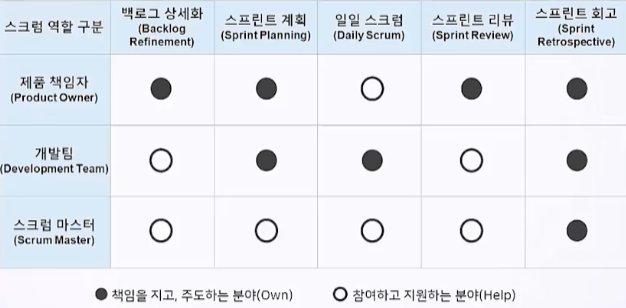 스크럼 역할 구분
백로그 상세화
(Backlog
Refinement)
스프린트 계획
(Sprint Planning)
일일 스크럼
(Daily Scrum)
스프린트 리뷰
(Sprint Review)
스프린트 회고
(Sprint
Retrospective)
제품 책임자
(Product Owner)
개발팀
(Development Team)
스크럼 마스터
(Scrum Master)
책임을 지고, 주도하는 분야(Own)
참여하고 지원하는 분야(Help)